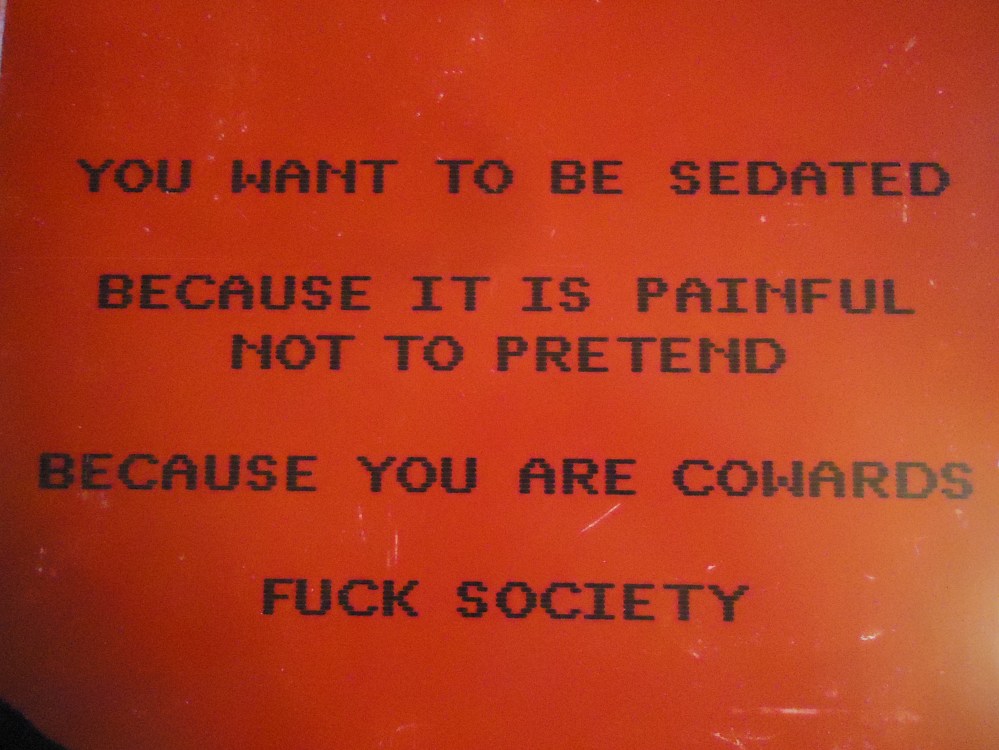 YOU WANT TO BE SEDATED
BECAUSE IT IS PAINFUL
NOT TO PRETEND
BECAUSE YOU ARE COWARDS
FUCK SOCIETY